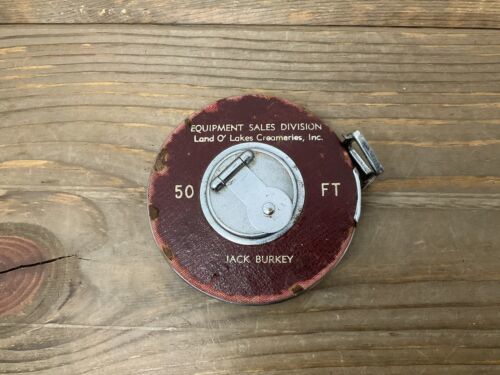 EQUIPMENT SALES DIVISION
Land O' Lakes Creameries, Inc.
50 FT
JACK BURKEY